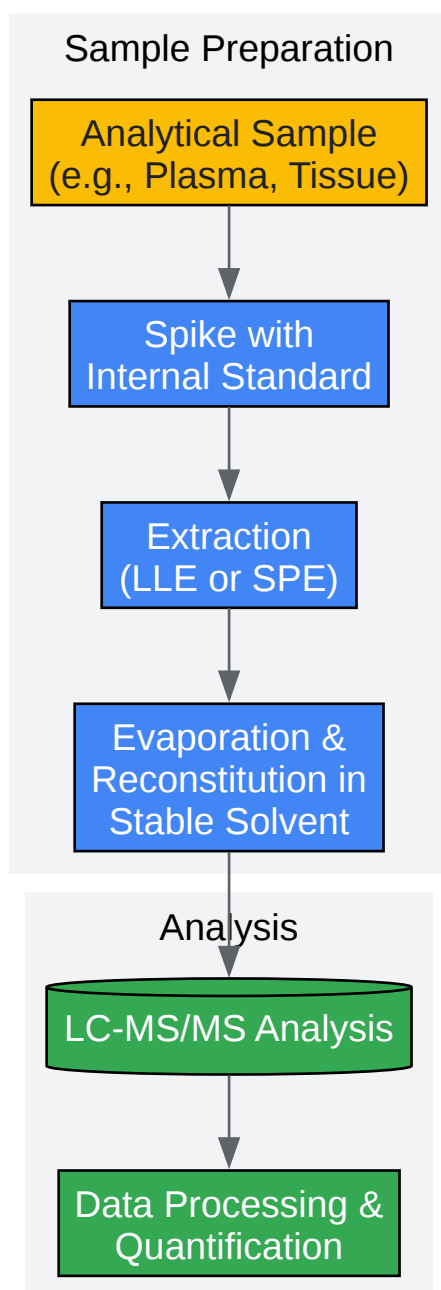 Sample Preparation
Analytical Sample
(e.g., Plasma, Tissue)
Spike with
Internal Standard
Extraction
(LLE or SPE)
Evaporation &
Reconstitution in
Stable Solvent
Analysis
LC-MS/MS Analysis
Data Processing &
Quantification